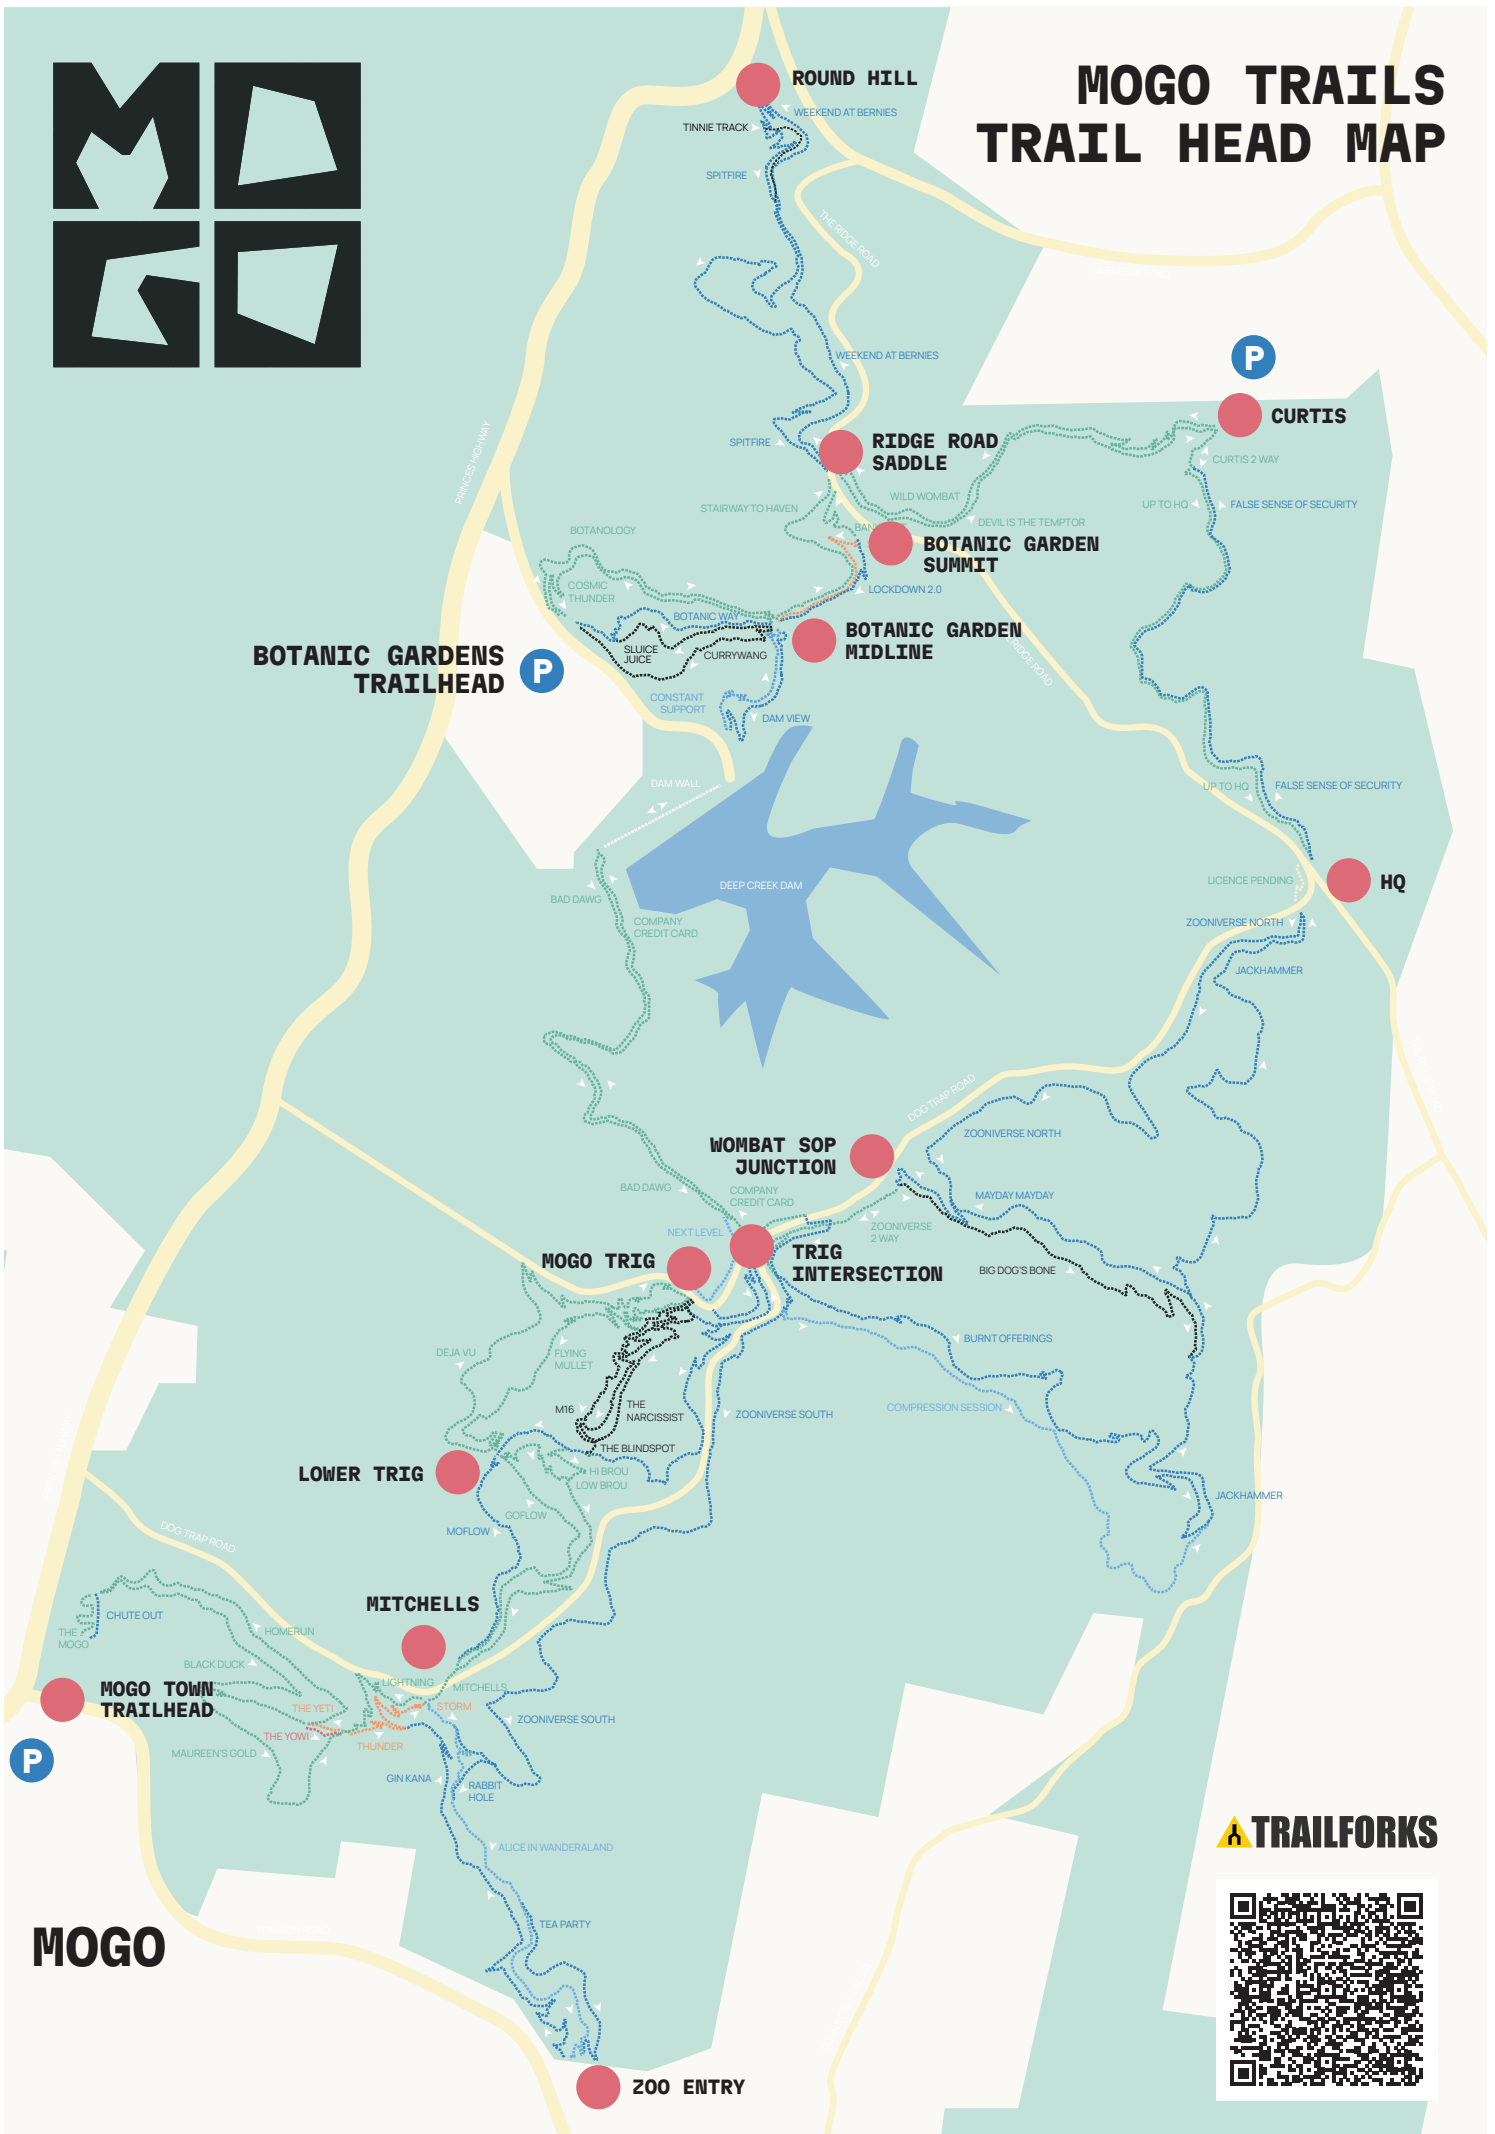 MOGO
MOGO TRAILS
TRAIL HEAD MAP
ROUND HILL
WEEKEND AT BERNIES
TINNIE TRACK
SPITFIRE
THE RIDGE ROAD
WEEKEND AT BERNIES
P
CURTIS
PRINCES HIGHWAY
SPITFIRE
RIDGE ROAD
SADDLE
CURTIS 2 WAY
WILD WOMBAT
UP TO HQ
FALSE SENSE OF SECURITY
STAIRWAY TO HAVEN
DEVIL IS THE TEMPTOR
BOTANOLOGY
BOTANIC GARDEN
SUMMIT
COSMIC
THUNDER
LOCKDOWN 2.0
BOTANIC WAY
BOTANIC GARDEN
MIDLINE
SLUICE
JUICE
CURRYWANG
RIDGE ROAD
BOTANIC GARDENS
TRAILHEAD
P
CONSTANT
SUPPORT
DAM VIEW
DAM WALL
UP TO HQ
FALSE SENSE OF SECURITY
DEEP CREEK DAM
LICENCE PENDING
HQ
BAD DAWG
COMPANY
CREDIT CARD
ZOONIVERSE NORTH
JACKHAMMER
DOG TRAP ROAD
ZOONIVERSE NORTH
WOMBAT SOP
JUNCTION
BAD DAWG
COMPANY
CREDIT CARD
MAYDAY MAYDAY
NEXT LEVEL
ZOONIVERSE
2 WAY
MOGO TRIG
TRIG
INTERSECTION
BIG DOG'S BONE
DEJA VU
FLYING
MULLET
BURNT OFFERINGS
M16
THE
NARCISSIST
ZOONIVERSE SOUTH
COMPRESSION SESSION
THE BLINDSPOT
LOWER TRIG
HI BROU
LOW BROU
JACKHAMMER
GOFLOW
MOFLOW
DOG TRAP ROAD
MITCHELLS
CHUTE OUT
THE
MOGO
HOMERUN
BLACK DUCK
LIGHTNING
MITCHELLS
MOGO TOWN
TRAILHEAD
THE YETI
STORM
THE YOWI
THUNDER
ZOONIVERSE SOUTH
MAUREEN'S GOLD
P
GIN KANA
RABBIT
HOLE
ALICE IN WANDERALAND
TRAILFORKS
TEA PARTY
MOGO
ZOO ENTRY